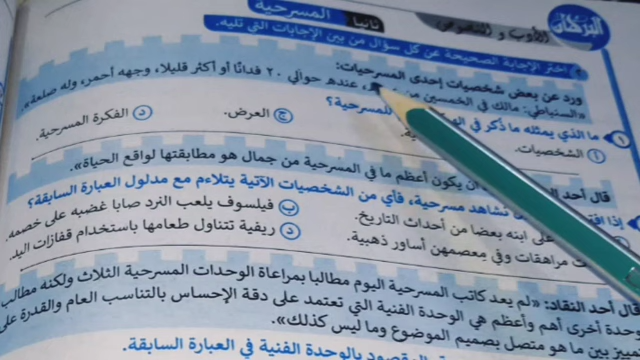 البرهان
الأدب و النصوص
ثانيا المسرحية
اختر الإجابة الصحيحة عن كل سؤال من بين الإجابات التي تليه.
ورد عن بعض شخصيات إحدى المسرحيات:
«السنباطي: مالك في الخمسين من عنده حوالي ٢٠ فدانًا أو أكثر قليلا، وجهه أحمر، وله صلعة».
١ ما الذي يمثله ما ذكر في للمسرحية؟
أ الشخصيات. ج العرض. د الفكرة المسرحية.
قال أحد أن يكون أعظم ما في المسرحية من جمال هو مطابقتها لواقع الحياة».
إذا نشاهد مسرحية، فأي من الشخصيات الآتية يتلاءم مع مدلول العبارة السابقة؟
على ابنه بعضا من أحداث التاريخ. ب فيلسوف يلعب النرد صابا غضبه على خصمه.
مراهقات وفي معصمهن أساور ذهبية. د ريفية تتناول طعامها باستخدام قفازات اليد.
قال أحد النقاد: «لم يعد كاتب المسرحية اليوم مطالبا بمراعاة الوحدات المسرحية الثلاث ولكنه مطالب
وحدة أخرى أهم وأعظم هي الوحدة الفنية التي تعتمد على دقة الإحساس بالتناسب العام والقدرة على
بين ما هو متصل بصميم الموضوع وما ليس كذلك».
المقصود بالوحدة الفنية في العبارة السابقة.